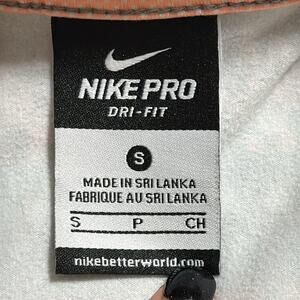 NIKE PRO
DRI-FIT
S
MADE IN SRI LANKA
FABRIQUE AU SRI LANKA
S P CH
nikebetterworld.com